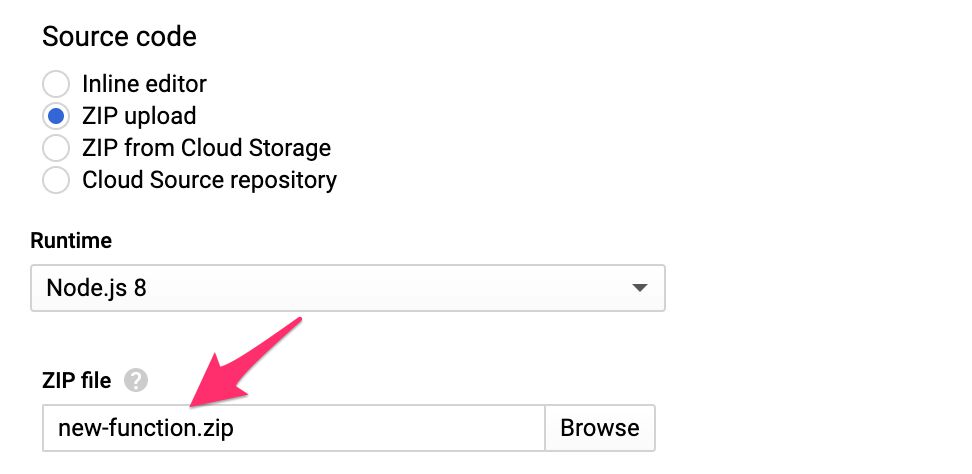 Source code
Inline editor
ZIP upload
ZIP from Cloud Storage
Cloud Source repository
Runtime
Node.js 8
ZIP file ?
new-function.zip Browse